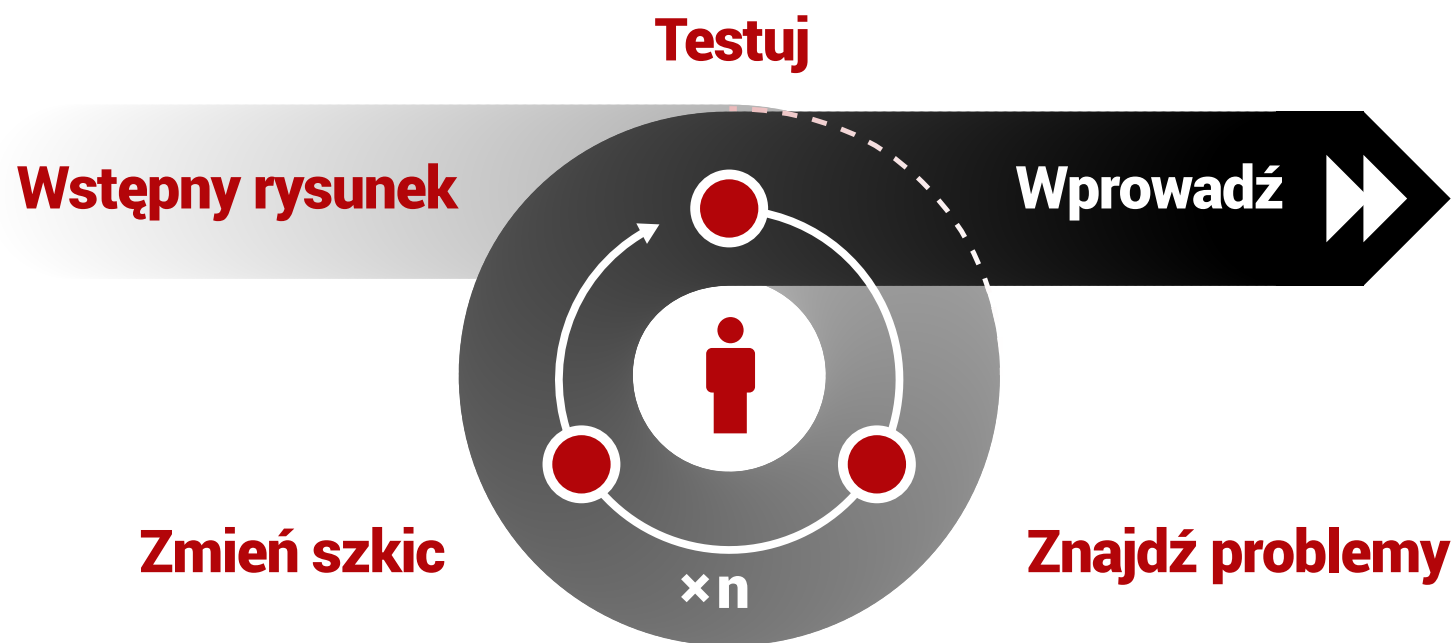 Testuj
Wstępny rysunek
Wprowadź
Zmień szkic
Znajdź problemy
×n